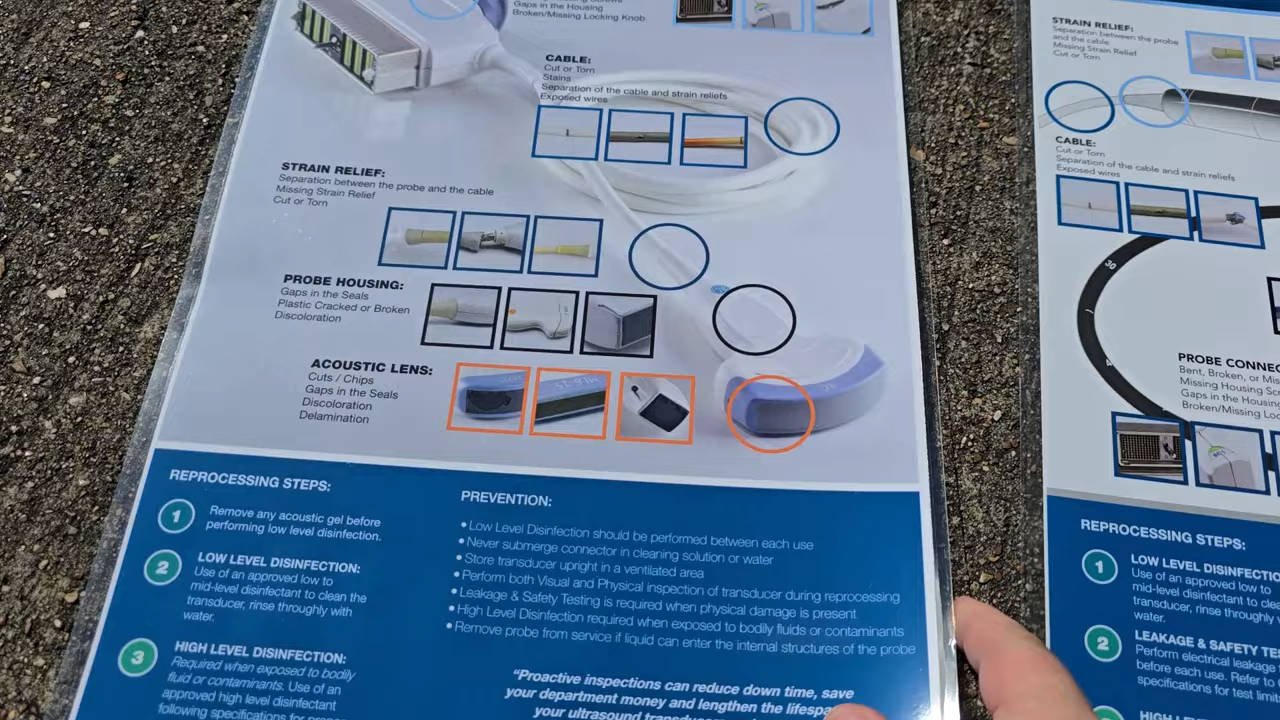 Gaps in the Housing
Broken/Missing Locking Knob
CABLE:
Cut or Torn
Stains
Separation of the cable and strain reliefs
Exposed wires
STRAIN RELIEF:
Separation between the probe and the cable
Missing Strain Relief
Cut or Torn
PROBE HOUSING:
Gaps in the Seals
Plastic Cracked or Broken
Discoloration
ACOUSTIC LENS:
Cuts / Chips
Gaps in the Seals
Discoloration
Delamination
REPROCESSING STEPS:
1 Remove any acoustic gel before
performing low level disinfection.
2 LOW LEVEL DISINFECTION:
Use of an approved low to
mid-level disinfectant to clean the
transducer, rinse throughly with
water.
3 HIGH LEVEL DISINFECTION:
Required when exposed to bodily
fluid or contaminants. Use of an
approved high level disinfectant
following specifications for
PREVENTION:
• Low Level Disinfection should be performed between each use
• Never submerge connector in cleaning solution or water
• Store transducer upright in a ventilated area
• Perform both Visual and Physical inspection of transducer during reprocessing
• Leakage & Safety Testing is required when physical damage is present
• High Level Disinfection required when exposed to bodily fluids or contaminants
• Remove probe from service if liquid can enter the internal structures of the probe
"Proactive inspections can reduce down time, save
your department money and lengthen the
your ultrasound
STRAIN RELIEF:
Separation between the probe
and the cable
Missing Strain Relief
Cut or Torn
CABLE:
Cut or Torn
Separation of the cable and strain reliefs
Exposed wires
30
PROBE
Bent, Broken, or
Missing Housing
Gaps in the
Broken/Missing
REPROCESSING STEPS:
1 LOW LEVEL
Use of an approved low to
mid-level disinfectant to
transducer, rinse throughly
water.
2 LEAKAGE & SAFETY
Perform electrical leakage
before each use. Refer to
specifications for test